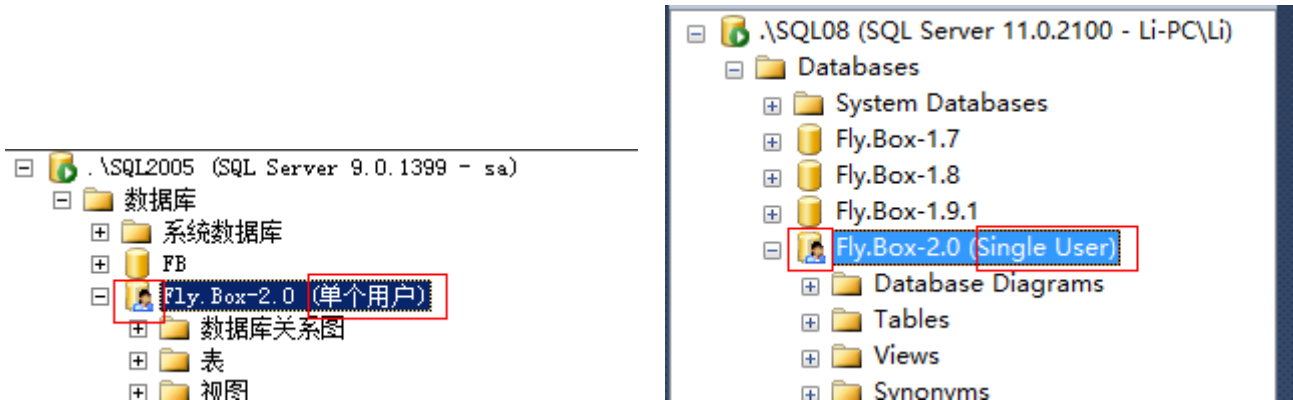 .\SQL2005 (SQL Server 9.0.1399 - sa)
数据库
系统数据库
FB
Fly.Box-2.0 (单个用户)
数据库关系图
表
视图
.\SQL08 (SQL Server 11.0.2100 - Li-PC\Li)
Databases
System Databases
Fly.Box-1.7
Fly.Box-1.8
Fly.Box-1.9.1
Fly.Box-2.0 (Single User)
Database Diagrams
Tables
Views
Synonyms